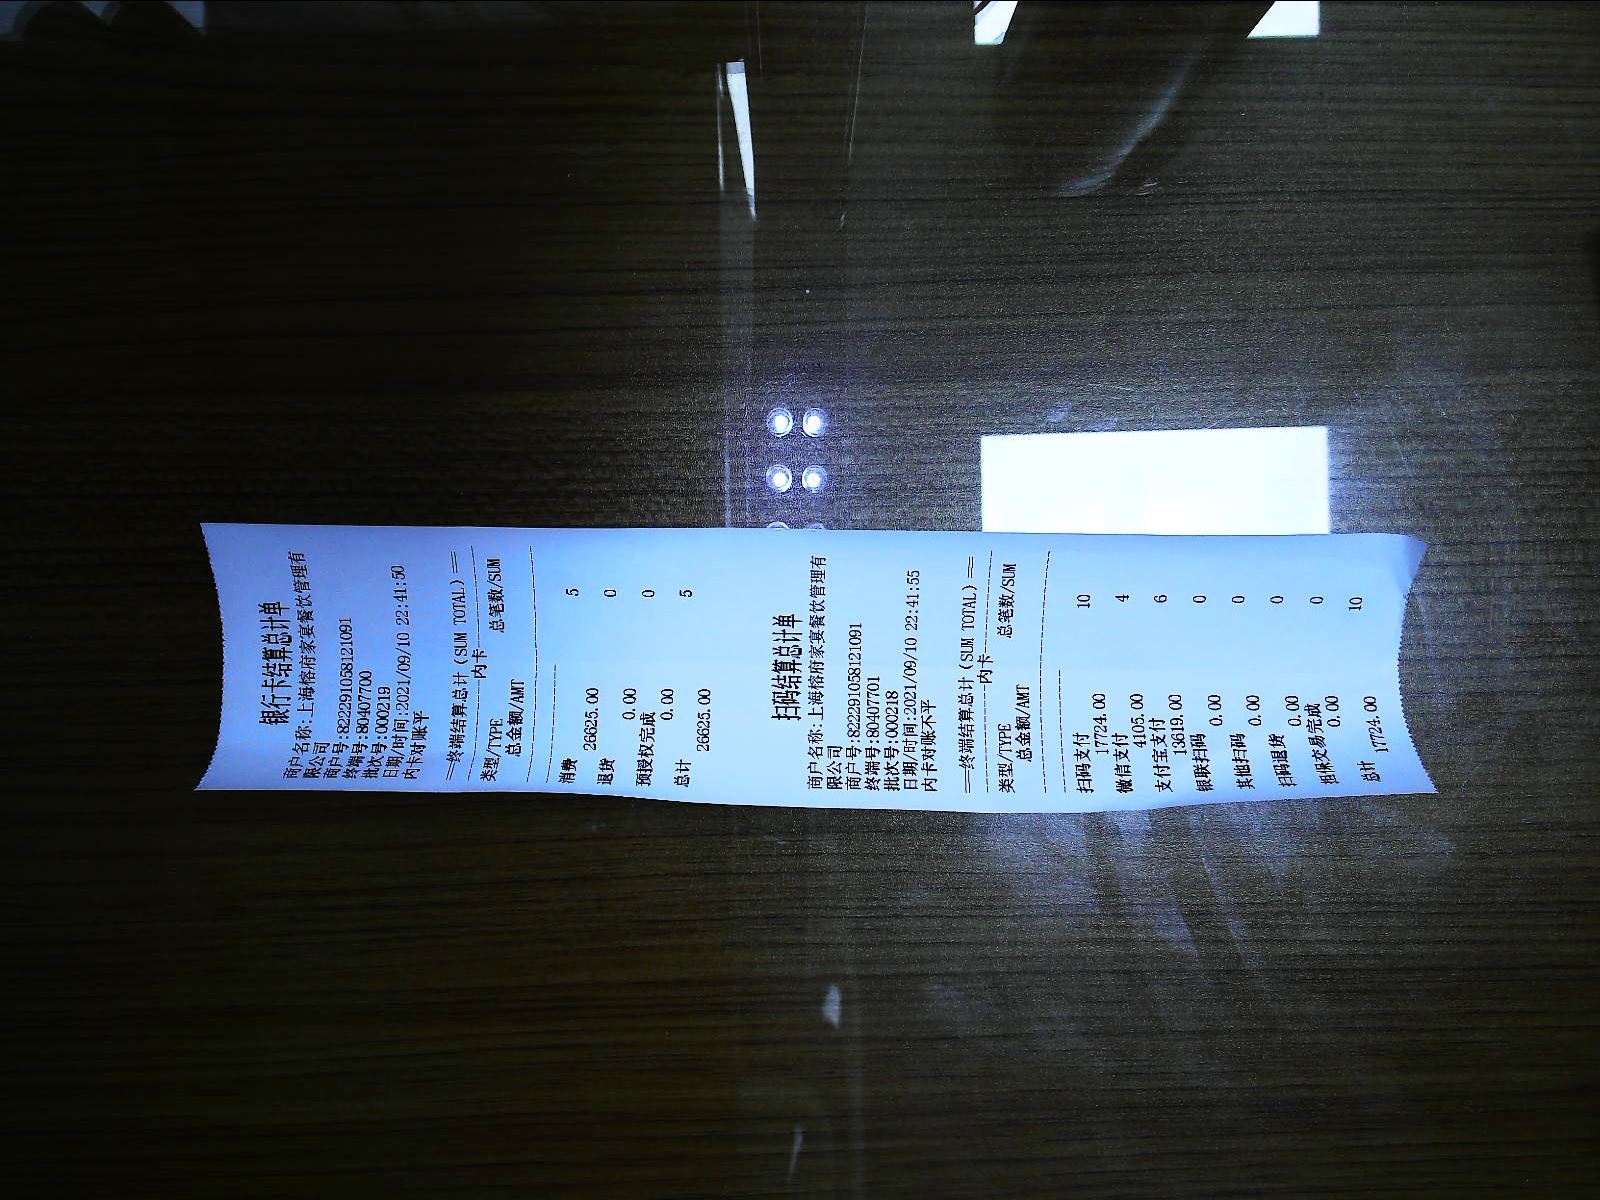 银行卡结算总计单
商户名称:上海榕府家宴餐饮管理有
限公司
商户号:822291058121091
终端号:80407700
批次号:000219
日期/时间:2021/09/10 22:41:50
内卡对账平
==终端结算总计(SUM TOTAL)==
----------内卡----------
类型/TYPE 总笔数/SUM
总金额/AMT
消费 5
26625.00
退货 0
0.00
预授权完成 0
0.00
总计 5
26625.00
扫码结算总计单
商户名称:上海榕府家宴餐饮管理有
限公司
商户号:822291058121091
终端号:80407701
批次号:000218
日期/时间:2021/09/10 22:41:55
内卡对账不平
==终端结算总计(SUM TOTAL)==
----------内卡----------
类型/TYPE 总笔数/SUM
总金额/AMT
扫码支付 10
17724.00
微信支付 4
4105.00
支付宝支付 6
13619.00
银联扫码 0
0.00
其他扫码 0
0.00
扫码退货 0
0.00
担保交易完成 0
0.00
总计 10
17724.00